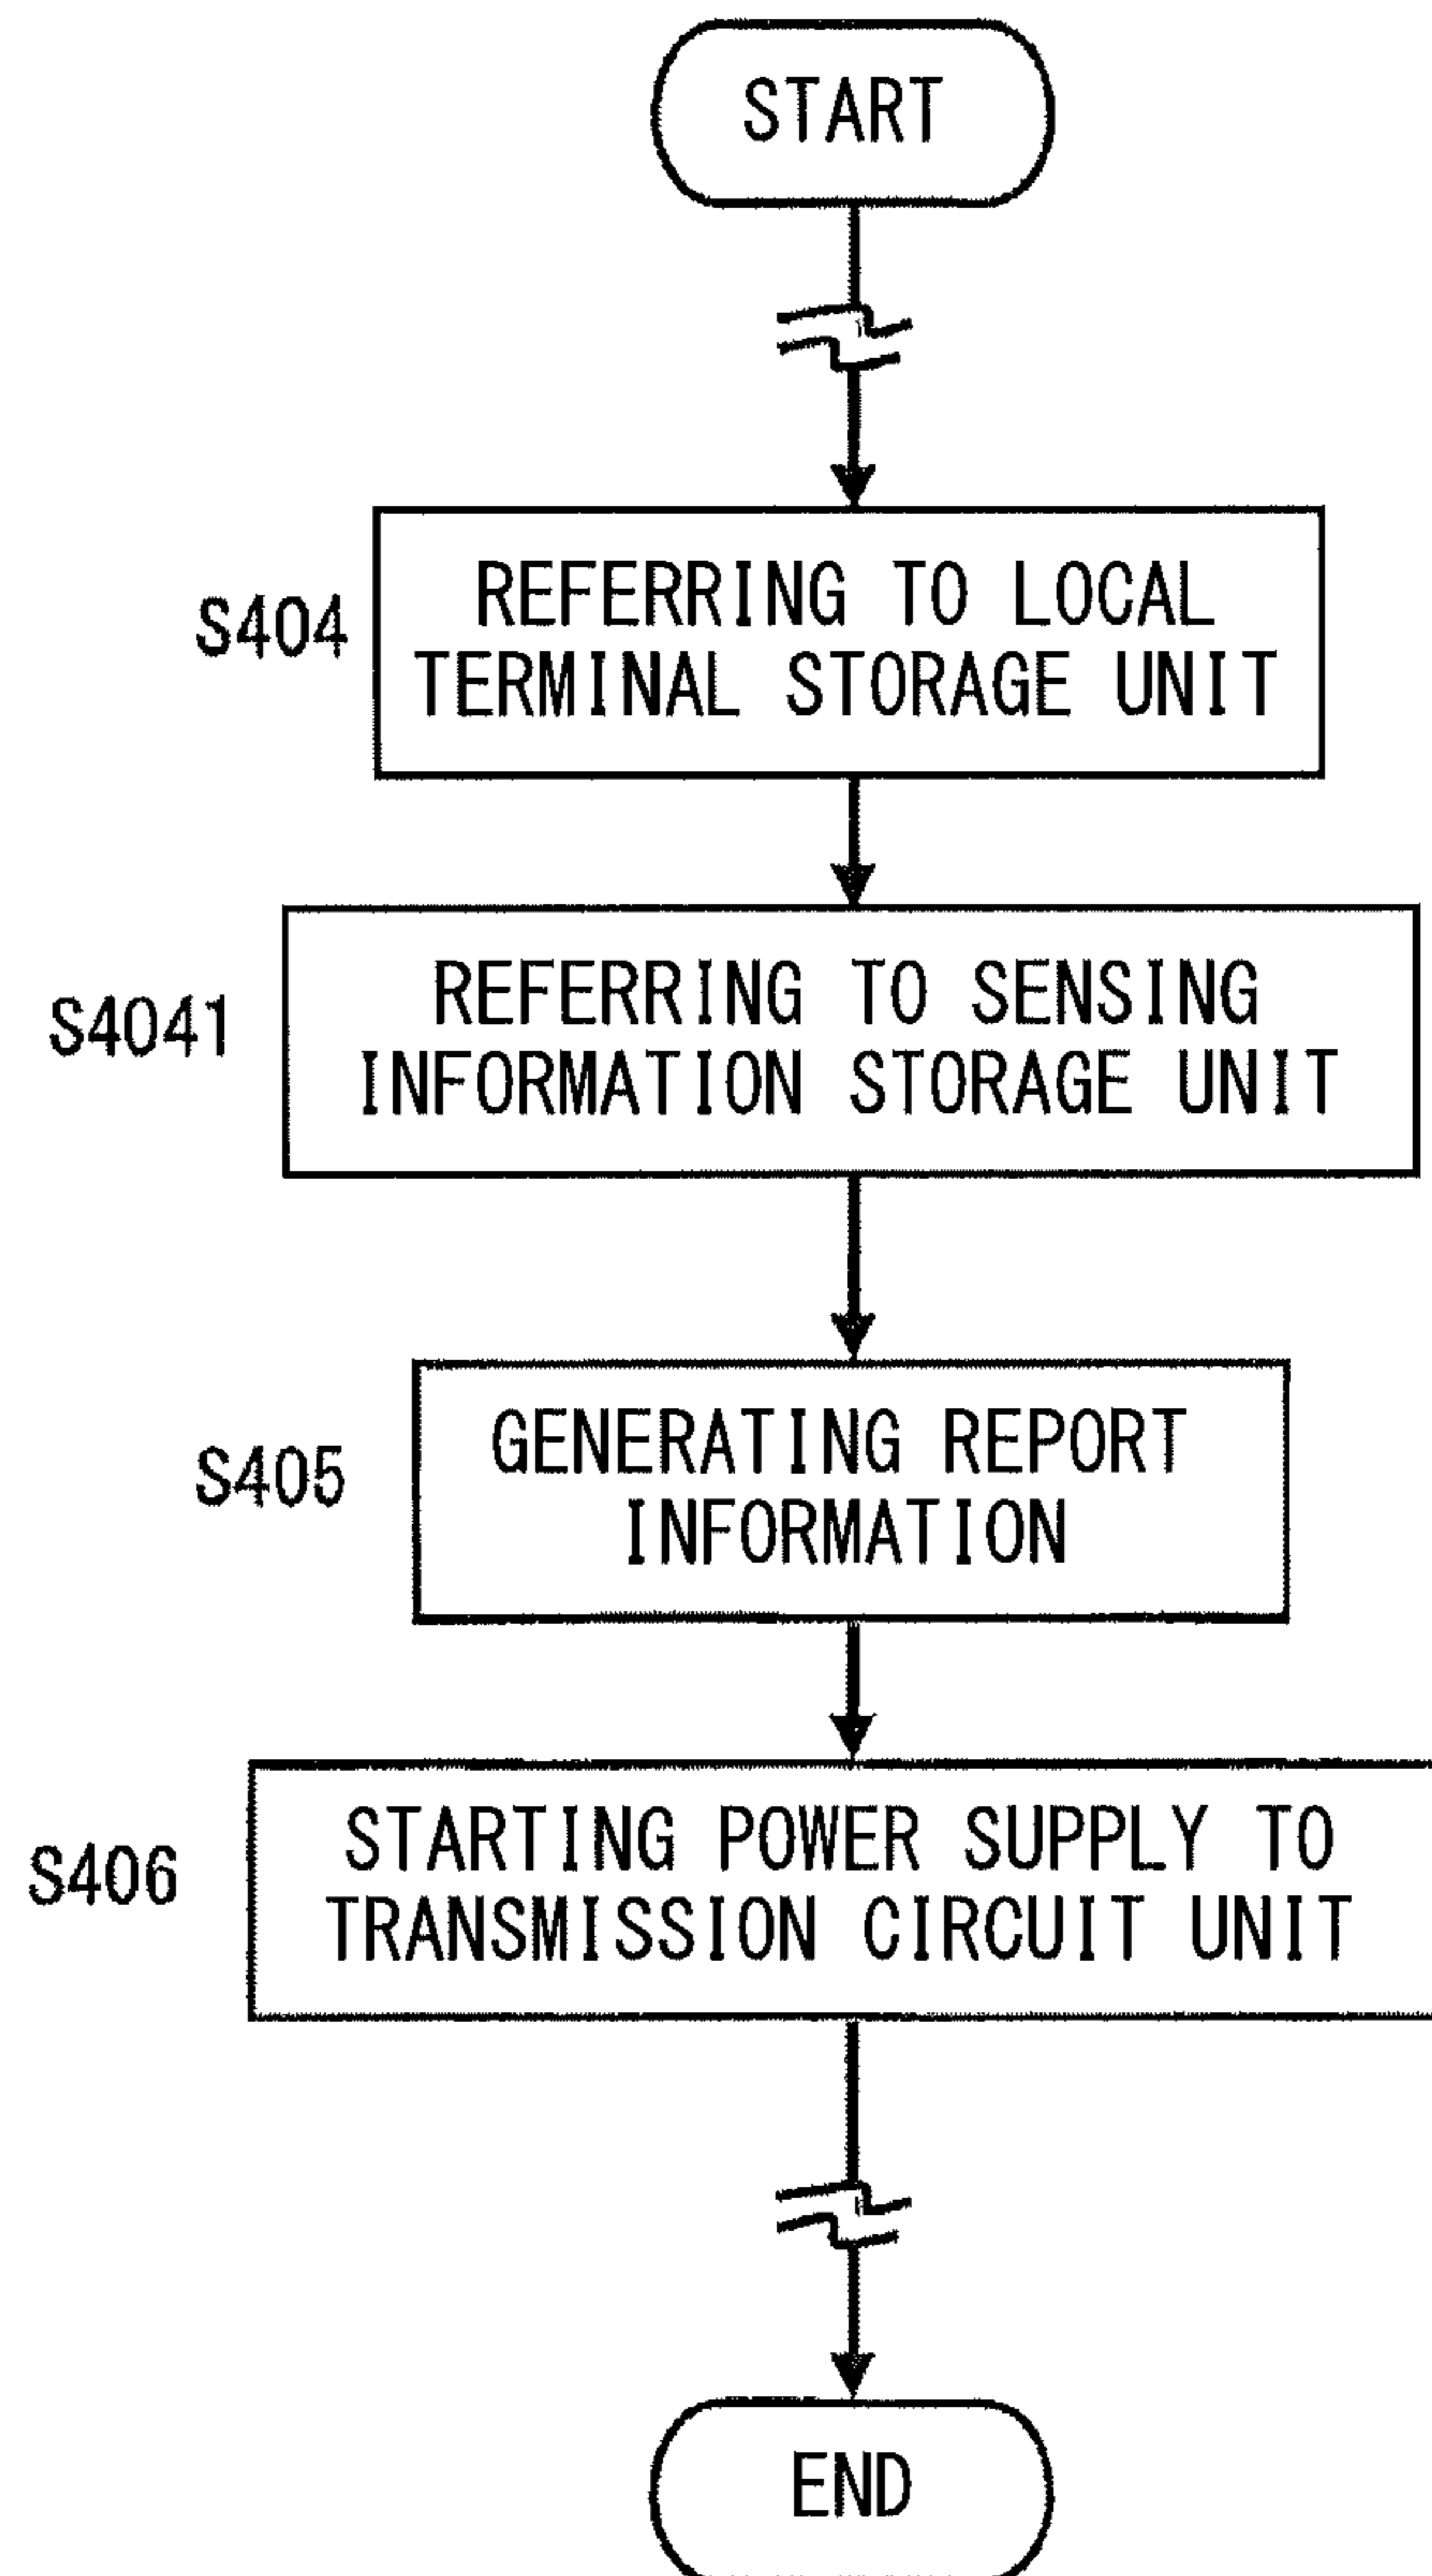 START
S404
REFERRING TO LOCAL
TERMINAL STORAGE UNIT
S4041
REFERRING TO SENSING
INFORMATION STORAGE UNIT
S405
GENERATING REPORT
INFORMATION
S406
STARTING POWER SUPPLY TO
TRANSMISSION CIRCUIT UNIT
END